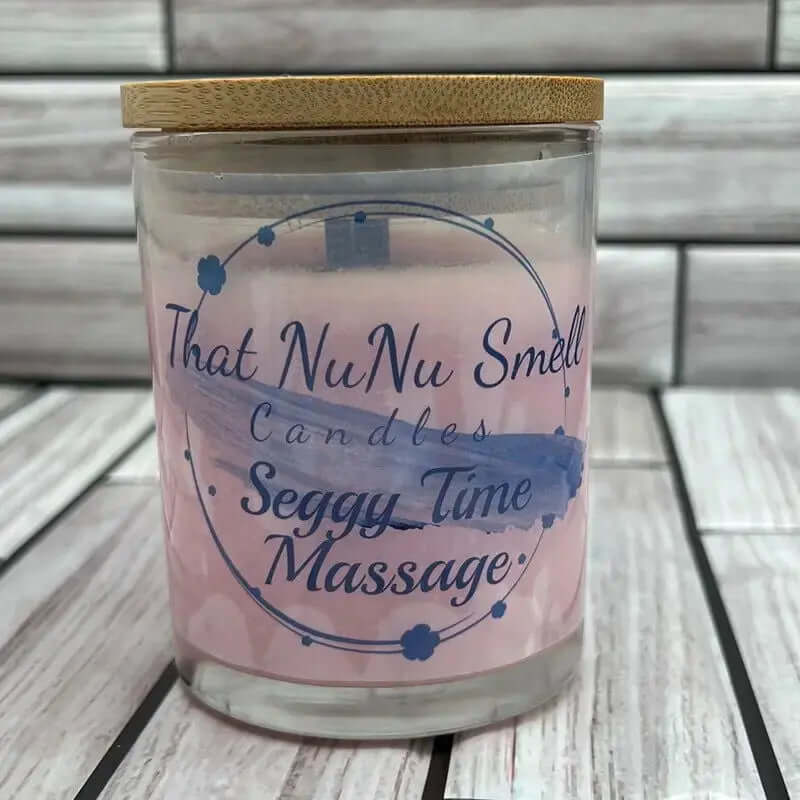 That NuNu Smell
Candles
Seggy Time
Massage